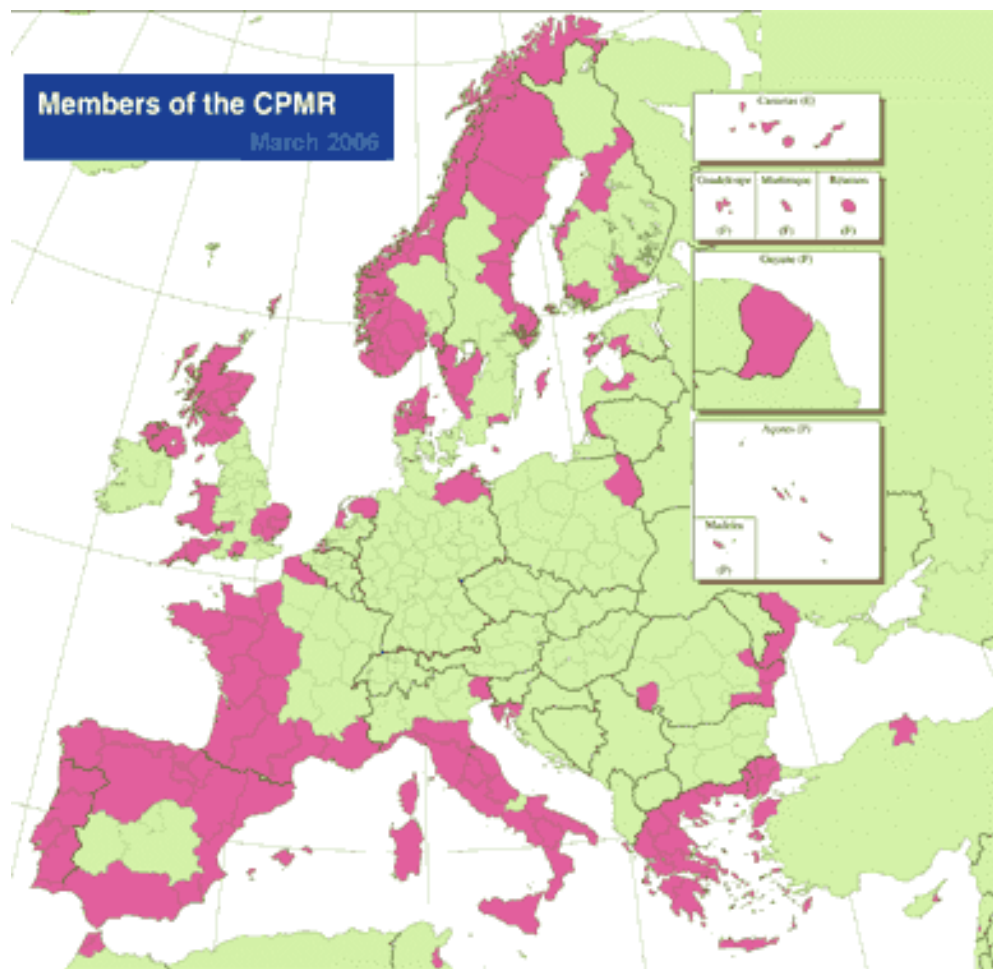 Members of the CPMR
March 2006
Canarias (E)
Guadeloupe
Martinique
Réunion
(F)
(F)
(F)
Guyane (F)
Açores (P)
Madeira
(P)